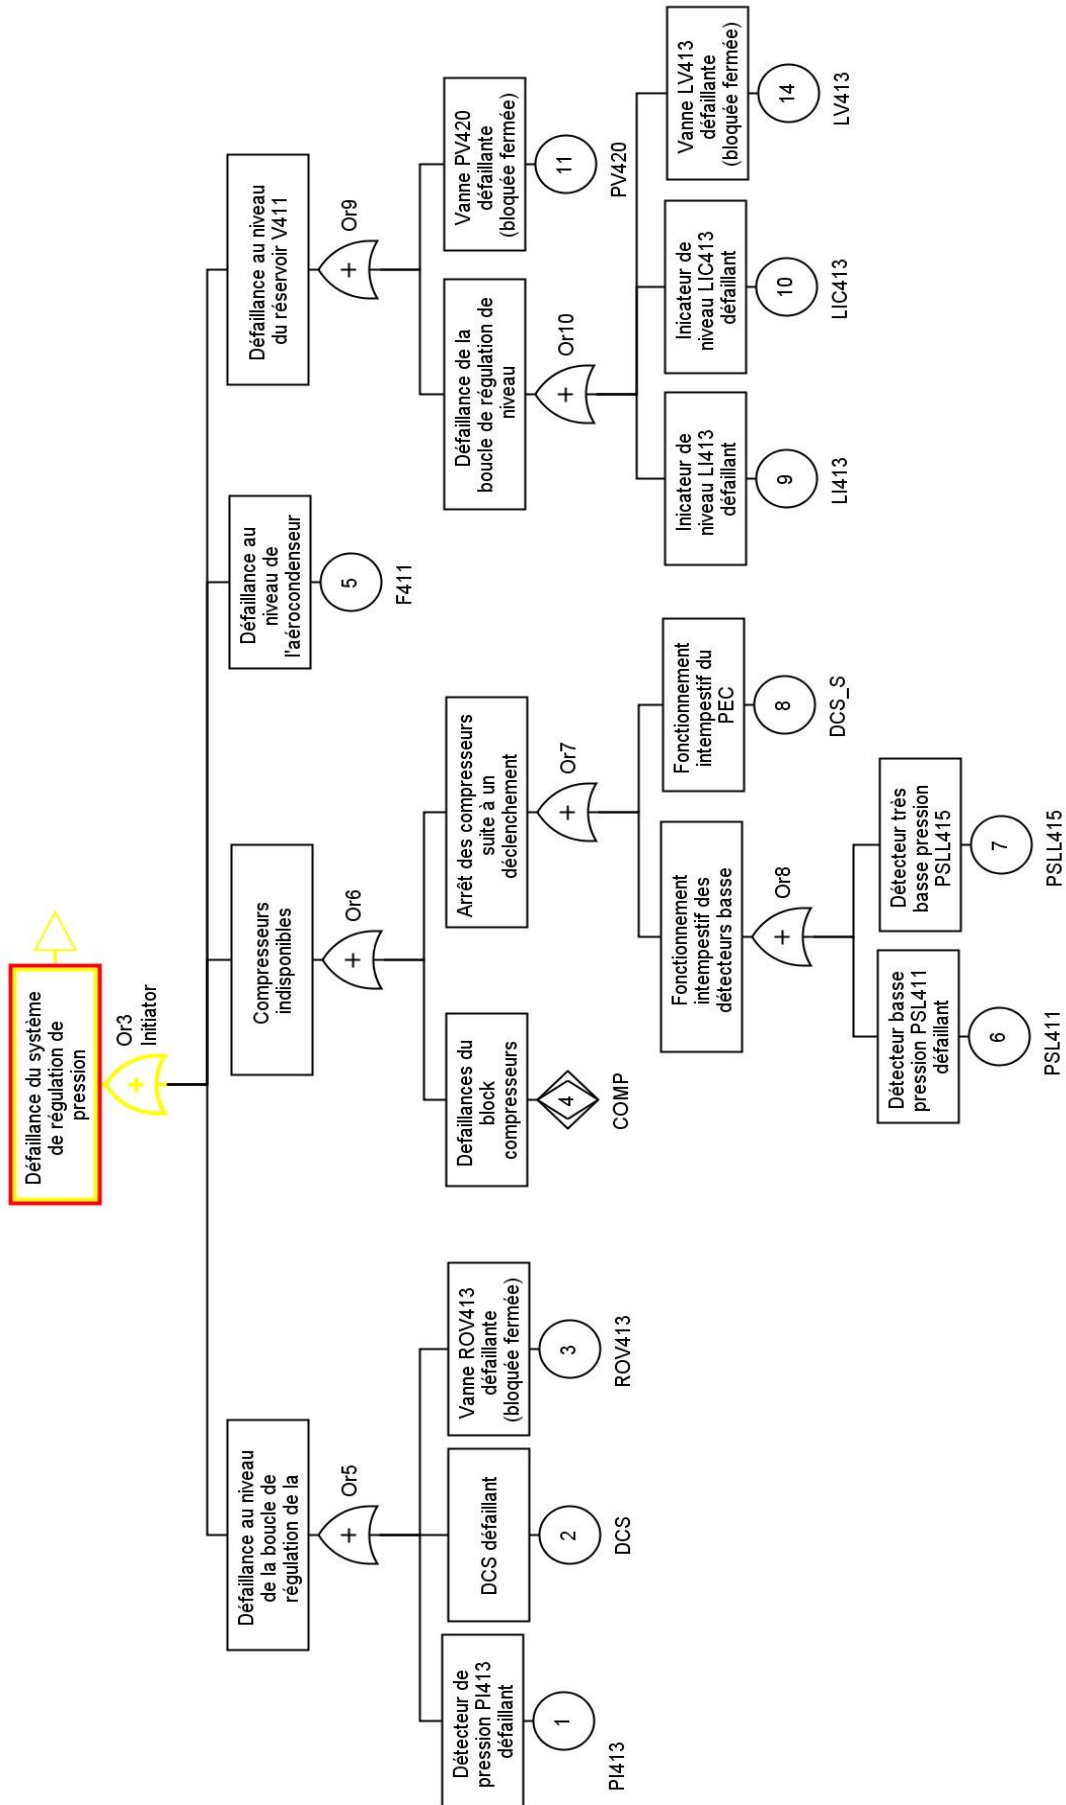 Défaillance du système
de régulation de
pression
Or3
Initiator
Défaillance au niveau
de la boucle de
régulation de la
Or5
Compresseurs
indisponibles
Or6
Défaillance au
niveau de
l'aérocondenseur
5
F411
Défaillance au niveau
du réservoir V411
Or9
Détecteur de
pression PI413
défaillant
1
PI413
DCS défaillant
2
DCS
Vanne ROV413
défaillante
(bloquée fermée)
3
ROV413
Defaillances du
block
compresseurs
4
COMP
Arrêt des compresseurs
suite à un
déclenchement
Or7
Défaillance de la
boucle de régulation de
niveau
Or10
Vanne PV420
défaillante
(bloquée fermée)
11
PV420
Fonctionnement
intempestif des
détecteurs basse
Or8
Fonctionnement
intempestif du
PEC
8
DCS_S
Inicateur de
niveau LI413
défaillant
9
LI413
Inicateur de
niveau LIC413
défaillant
10
LIC413
Vanne LV413
défaillante
(bloquée fermée)
14
LV413
Détecteur basse
pression PSL411
défaillant
6
PSL411
Détecteur très
basse pression
PSLL415
7
PSLL415